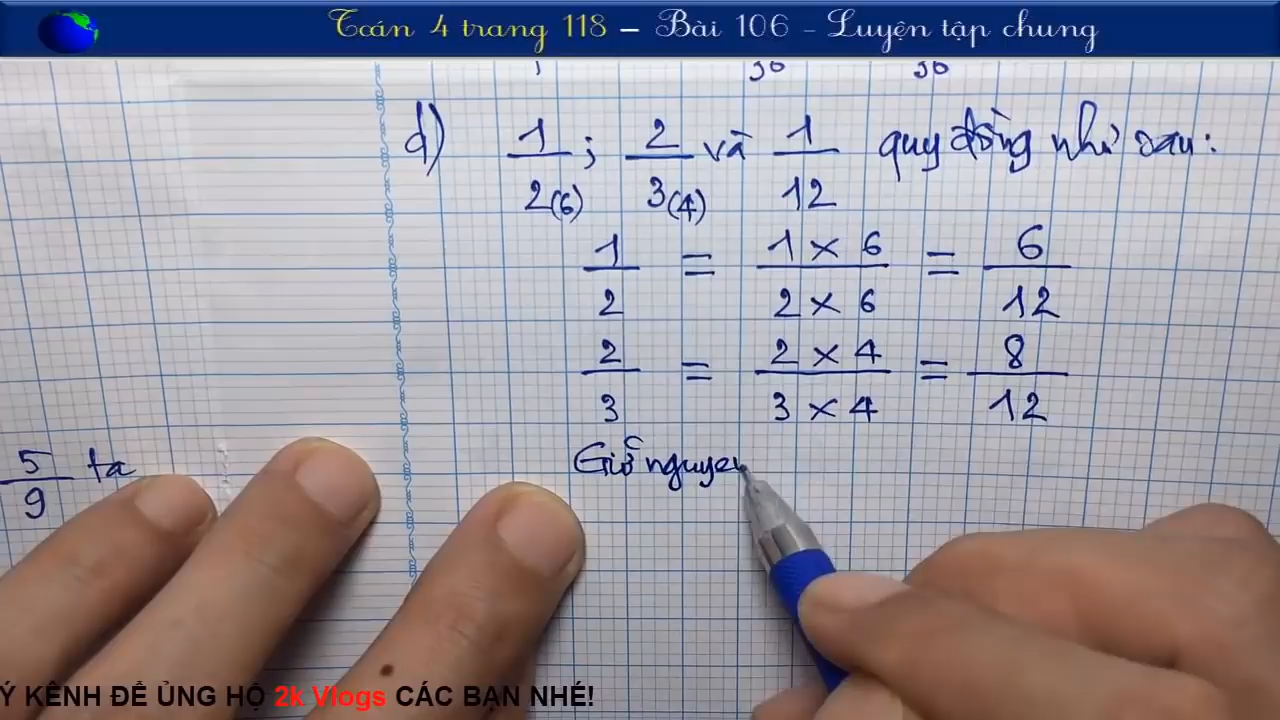 Toán 4 trang 118 – Bài 106 - Luyện tập chung
d) 1/2(6) ; 2/3(4) và 1/12 quy đồng như sau:
1/2 = 1 x 6/2 x 6 = 6/12
2/3 = 2 x 4/3 x 4 = 8/12
5/9 ta
Giữ nguyen
Ý KÊNH ĐỂ ỦNG HỘ 2k Vlogs CÁC BẠN NHÉ!